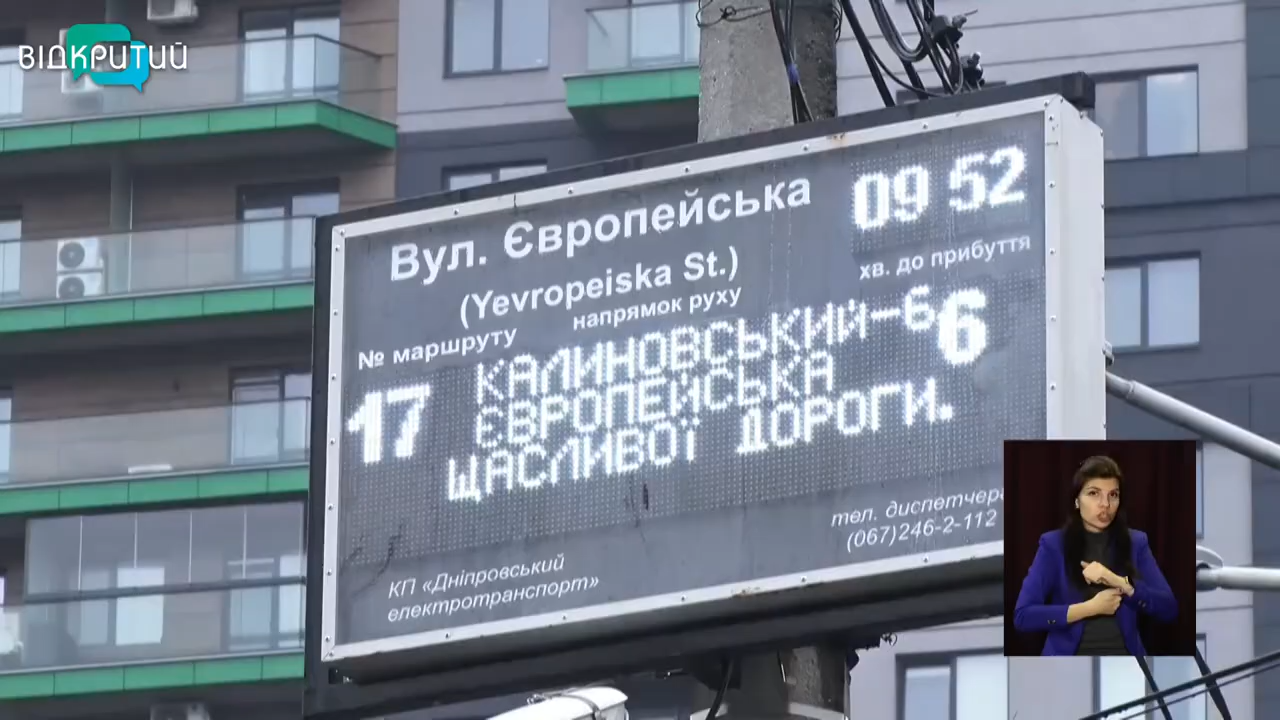 ВІДКРИТИЙ
Вул. Європейська
09 52
(Yevropeiska St.)
хв. до прибуття
№ маршруту
напрямок руху
17
КАЛИНОВСЬКИЙ-6
6
ЄВРОПЕЙСЬКА
ЩАСЛИВОЇ ДОРОГИ.
тел. диспетчера
(067)246-2-112
КП «Дніпровський
електротранспорт»